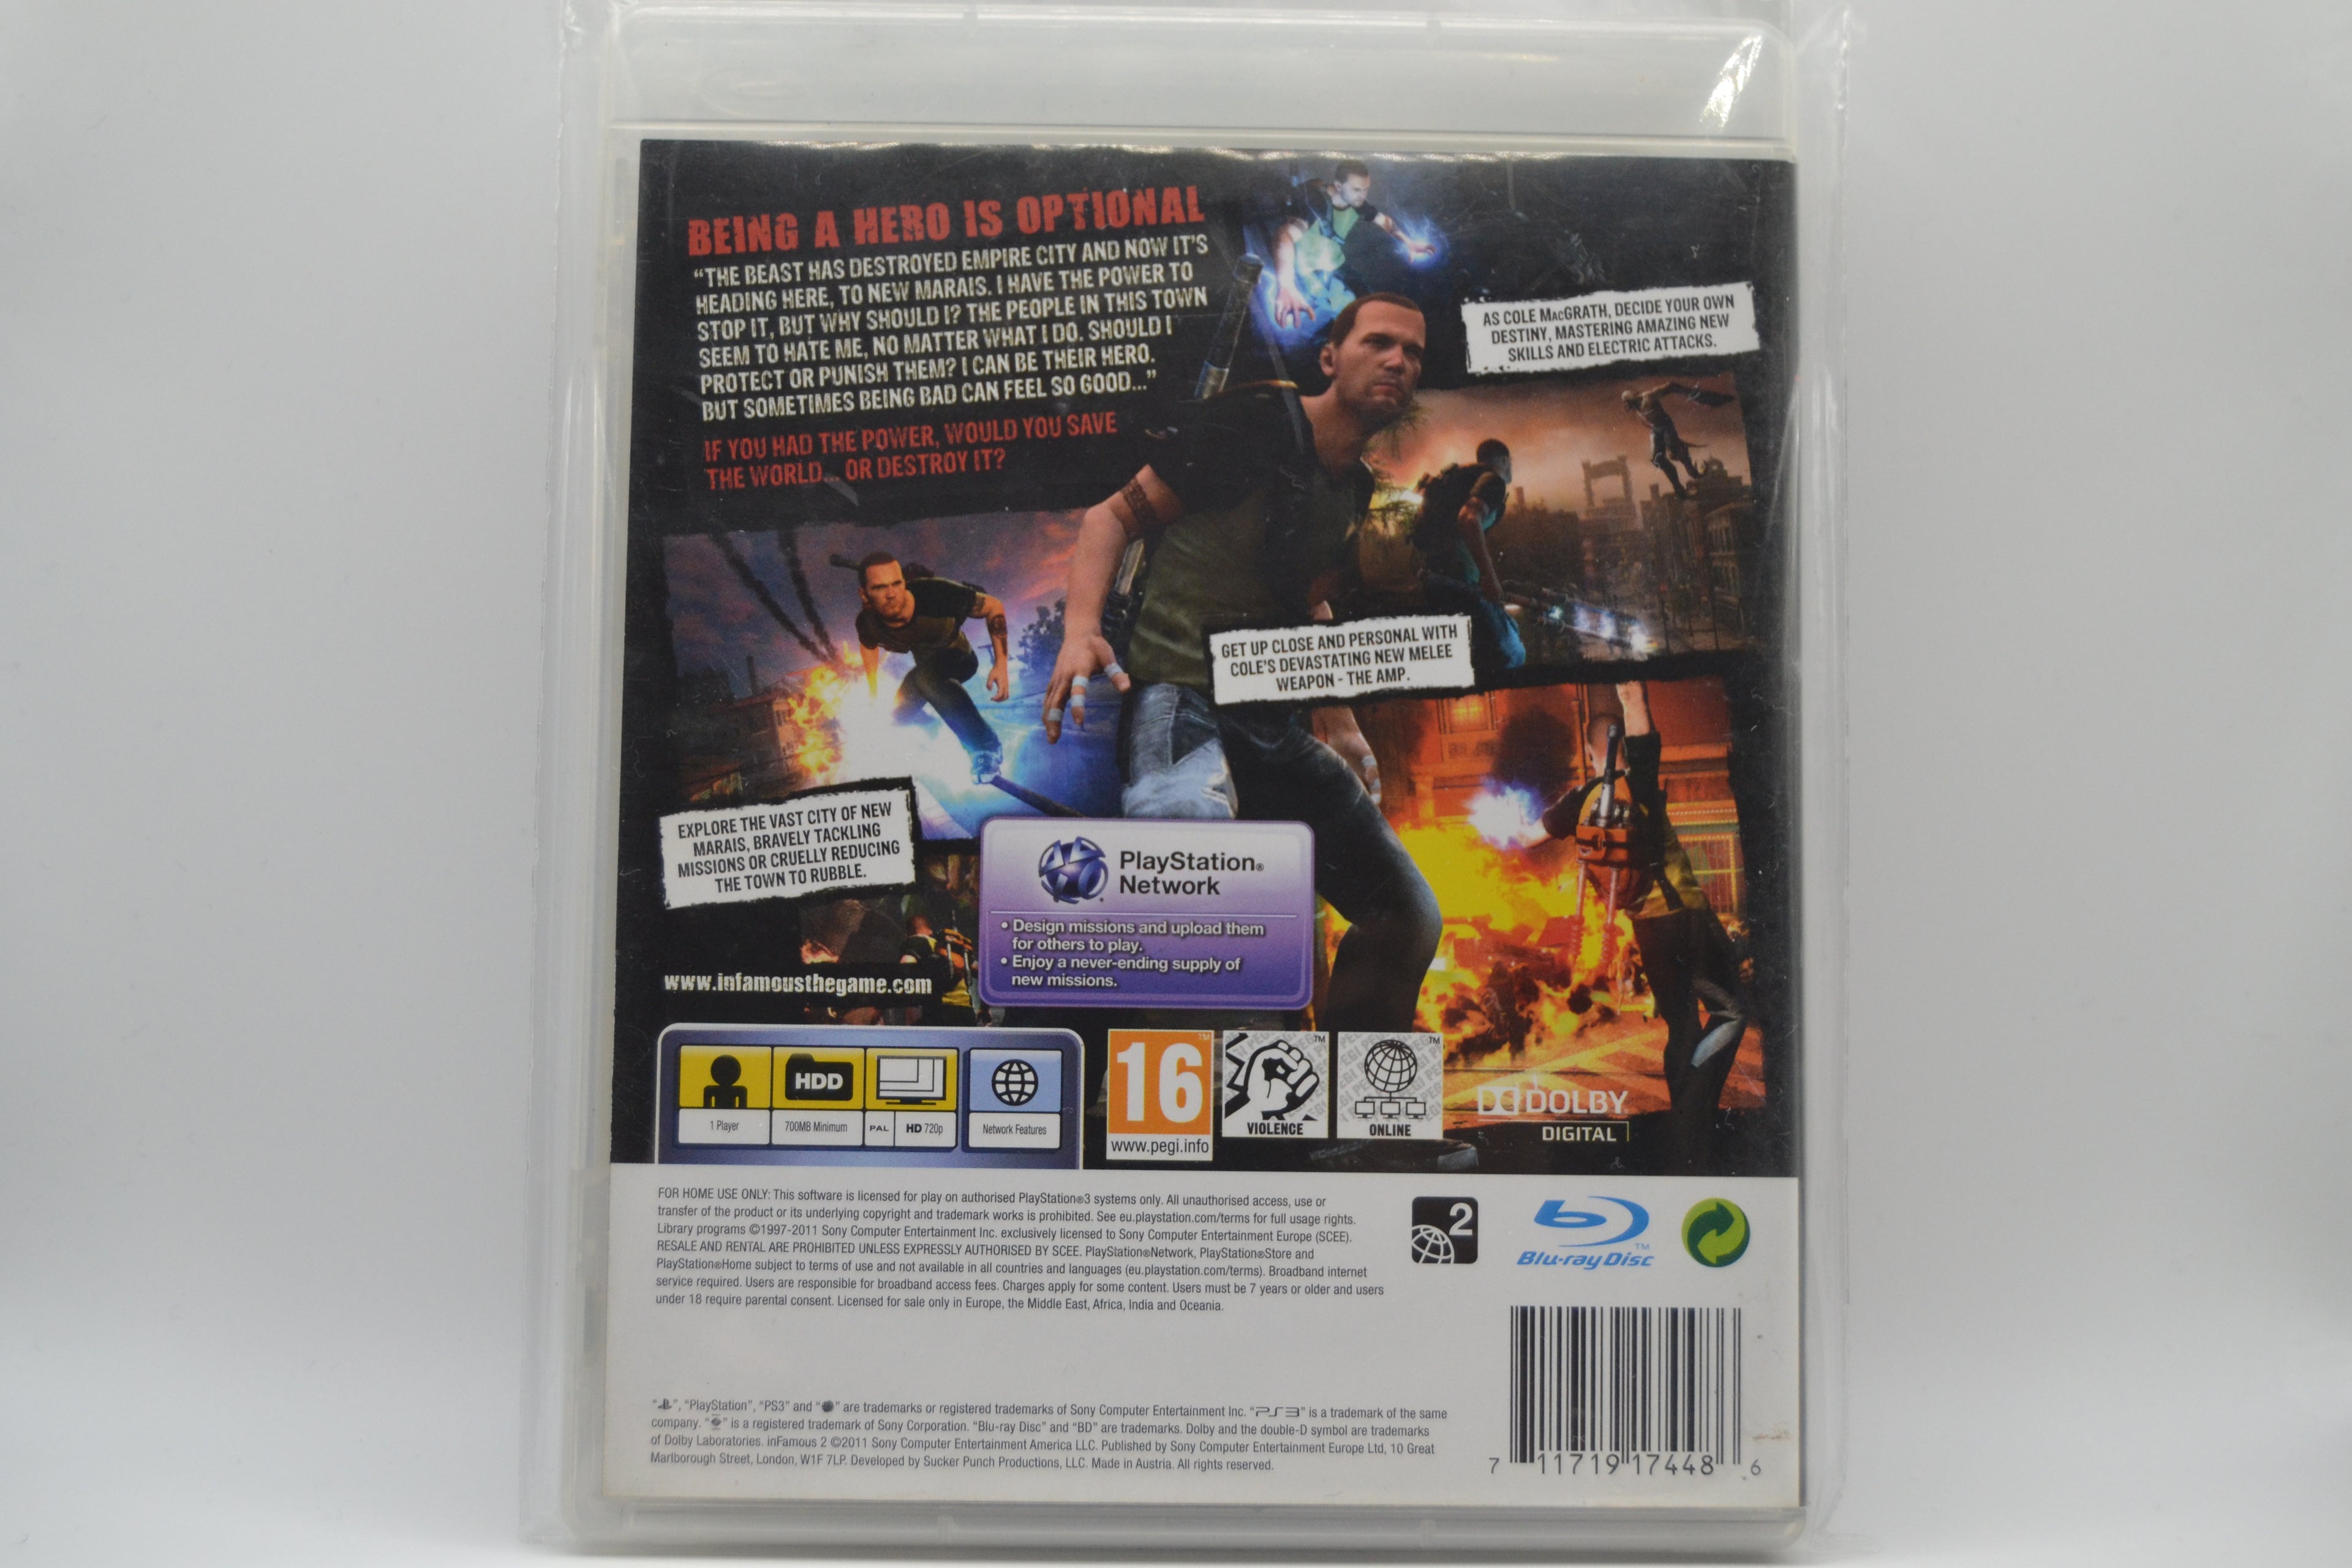 BEING A HERO IS OPTIONAL
“THE BEAST HAS DESTROYED EMPIRE CITY AND NOW IT'S
HEADING HERE, TO NEW MARAIS. I HAVE THE POWER TO
STOP IT, BUT WHY SHOULD I? THE PEOPLE IN THIS TOWN
SEEM TO HATE ME, NO MATTER WHAT I DO. SHOULD I
PROTECT OR PUNISH THEM? I CAN BE THEIR HERO.
BUT SOMETIMES BEING BAD CAN FEEL SO GOOD...”
IF YOU HAD THE POWER, WOULD YOU SAVE
THE WORLD... OR DESTROY IT?
AS COLE MacGRATH, DECIDE YOUR OWN
DESTINY, MASTERING AMAZING NEW
SKILLS AND ELECTRIC ATTACKS.
GET UP CLOSE AND PERSONAL WITH
COLE'S DEVASTATING NEW MELEE
WEAPON - THE AMP.
EXPLORE THE VAST CITY OF NEW
MARAIS, BRAVELY TACKLING
MISSIONS OR CRUELLY REDUCING
THE TOWN TO RUBBLE.
PlayStation®
Network
• Design missions and upload them
for others to play.
• Enjoy a never-ending supply of
new missions.
www.infamousthegame.com
HDD
1 Player
700MB Minimum
PAL
HD 720p
Network Features
16
www.pegi.info
VIOLENCE
ONLINE
DOLBY
DIGITAL
FOR HOME USE ONLY: This software is licensed for play on authorised PlayStation®3 systems only. All unauthorised access, use or
transfer of the product or its underlying copyright and trademark works is prohibited. See eu.playstation.com/terms for full usage rights.
Library programs ©1997-2011 Sony Computer Entertainment Inc. exclusively licensed to Sony Computer Entertainment Europe (SCEE).
RESALE AND RENTAL ARE PROHIBITED UNLESS EXPRESSLY AUTHORISED BY SCEE. PlayStation®Network, PlayStation®Store and
PlayStation®Home subject to terms of use and not available in all countries and languages (eu.playstation.com/terms). Broadband internet
service required. Users are responsible for broadband access fees. Charges apply for some content. Users must be 7 years or older and users
under 18 require parental consent. Licensed for sale only in Europe, the Middle East, Africa, India and Oceania.
2
Blu-ray Disc™
“ ”, “PlayStation”, “PS3” and “ ” are trademarks or registered trademarks of Sony Computer Entertainment Inc. “PS3” is a trademark of the same
company. “ ” is a registered trademark of Sony Corporation. “Blu-ray Disc” and “BD” are trademarks. Dolby and the double-D symbol are trademarks
of Dolby Laboratories. inFamous 2 ©2011 Sony Computer Entertainment America LLC. Published by Sony Computer Entertainment Europe Ltd, 10 Great
Marlborough Street, London, W1F 7LP. Developed by Sucker Punch Productions, LLC. Made in Austria. All rights reserved.
7 11719 17448 6